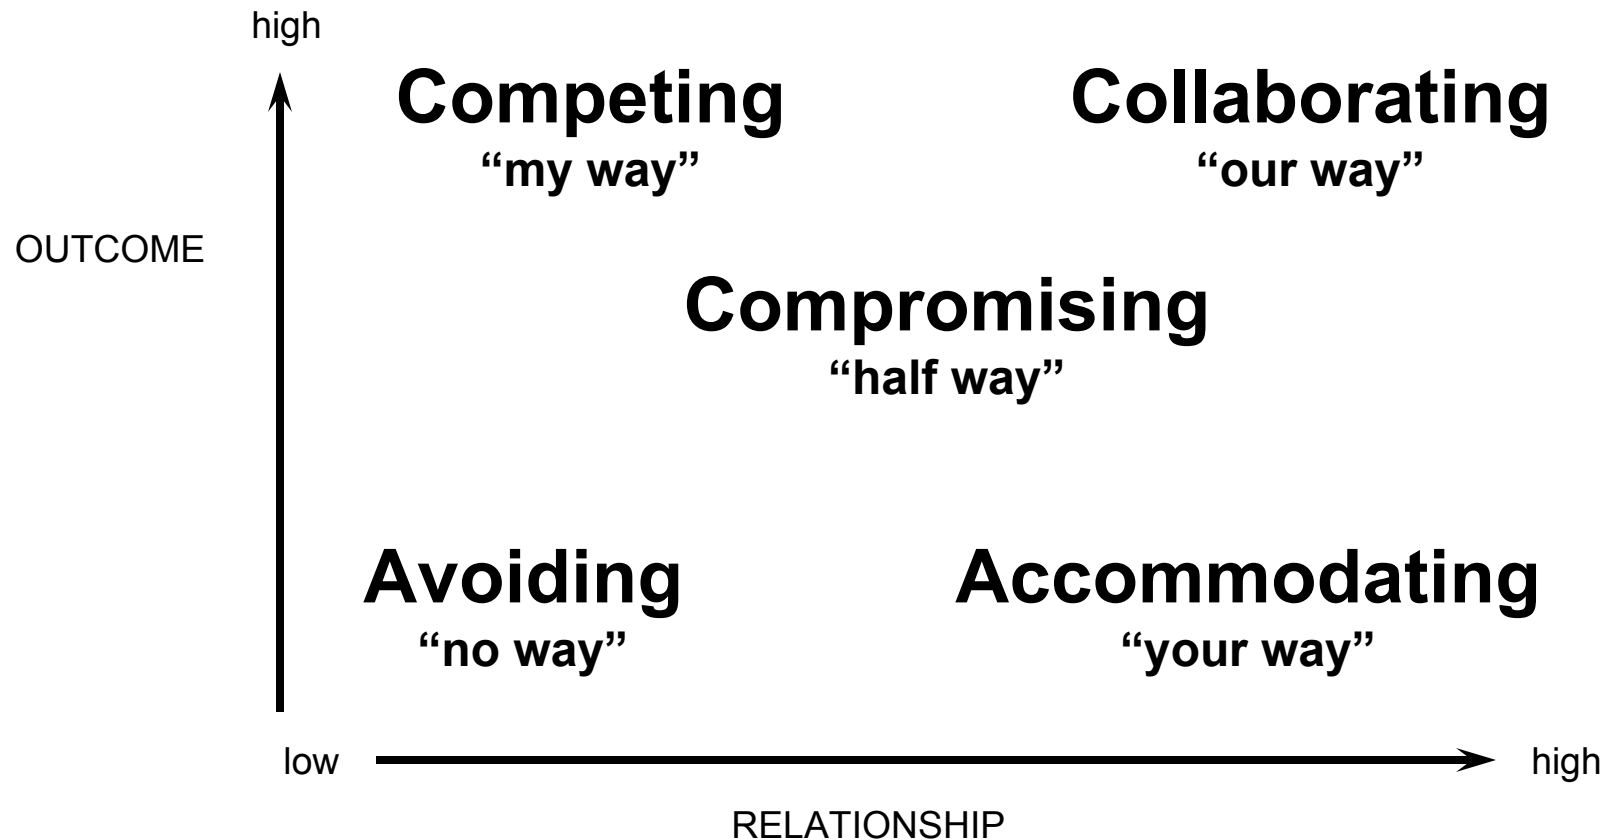 high
Competing
“my way”
Collaborating
“our way”
OUTCOME
Compromising
“half way”
Avoiding
“no way”
Accommodating
“your way”
low
high
RELATIONSHIP